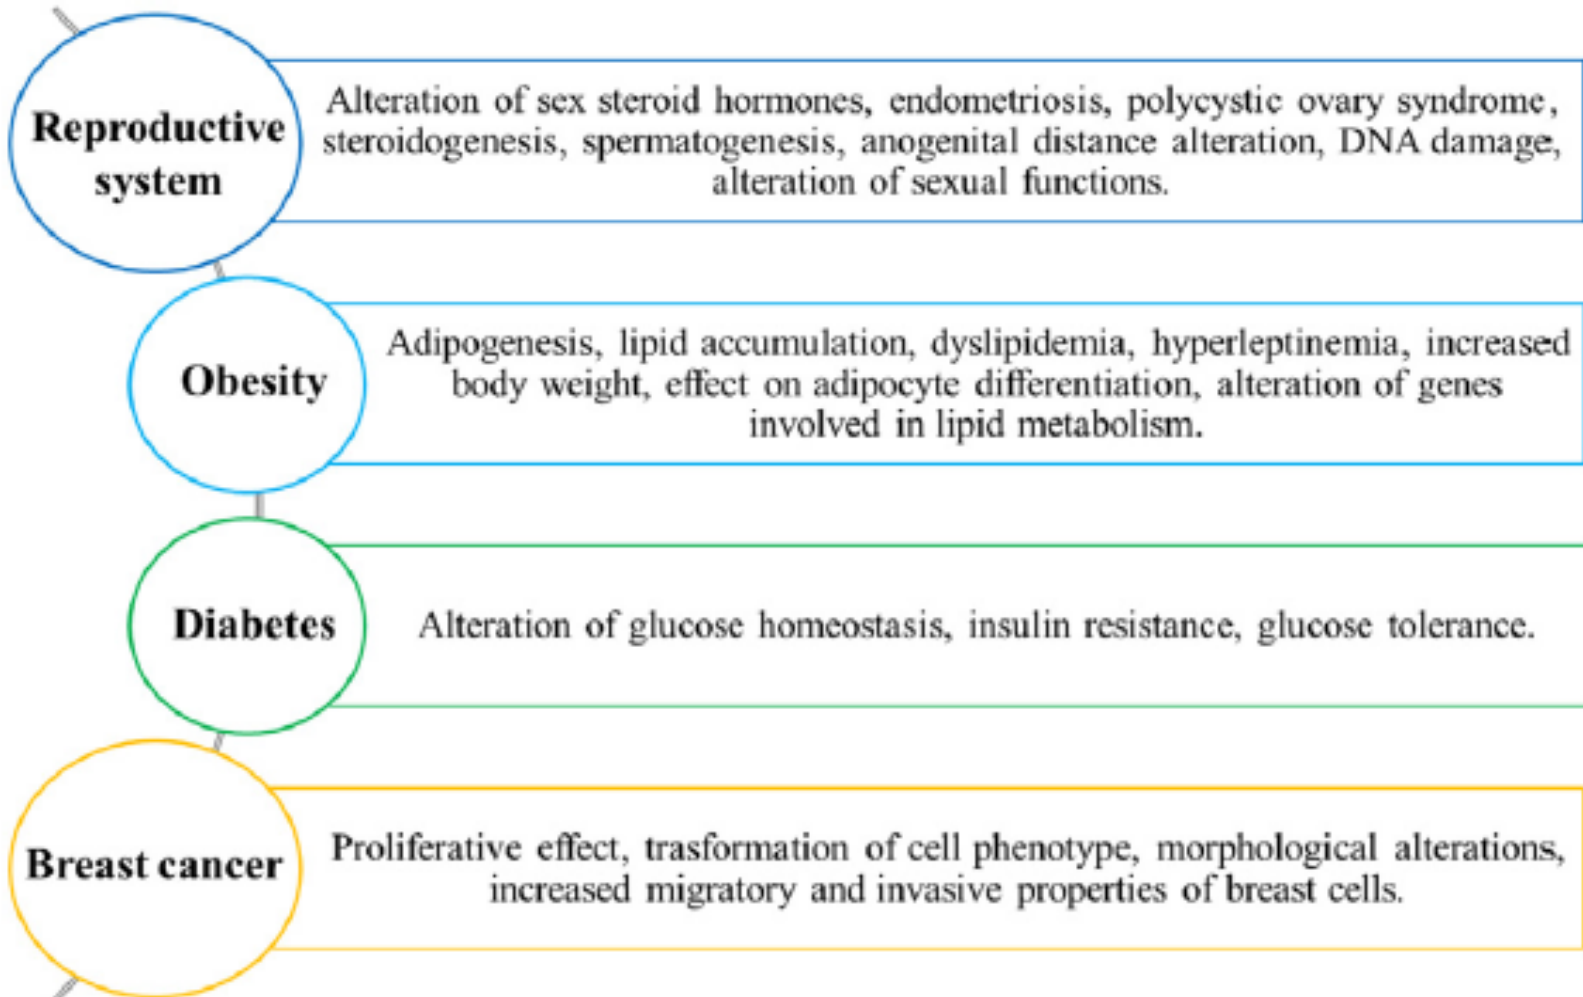 Reproductive
system
Alteration of sex steroid hormones, endometriosis, polycystic ovary syndrome,
steroidogenesis, spermatogenesis, anogenital distance alteration, DNA damage,
alteration of sexual functions.
Obesity
Adipogenesis, lipid accumulation, dyslipidemia, hyperleptinemia, increased
body weight, effect on adipocyte differentiation, alteration of genes
involved in lipid metabolism.
Diabetes
Alteration of glucose homeostasis, insulin resistance, glucose tolerance.
Breast cancer
Proliferative effect, trasformation of cell phenotype, morphological alterations,
increased migratory and invasive properties of breast cells.